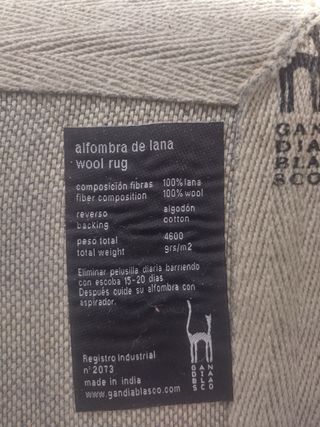 alfombra de lana
wool rug
composición fibras 100% lana
fiber composition 100% wool
reverso algodón
backing cotton
peso total 4600
total weight grs/m2
Eliminar pelusilla diaria barriendo
con escoba 15-20 días.
Después cuide su alfombra con
aspirador.
Registro Industrial
nº 2073
made in india
www.gandiablasco.com
GAN
DIA
BLA
SCO
G A N
D I A
B L A
S C O